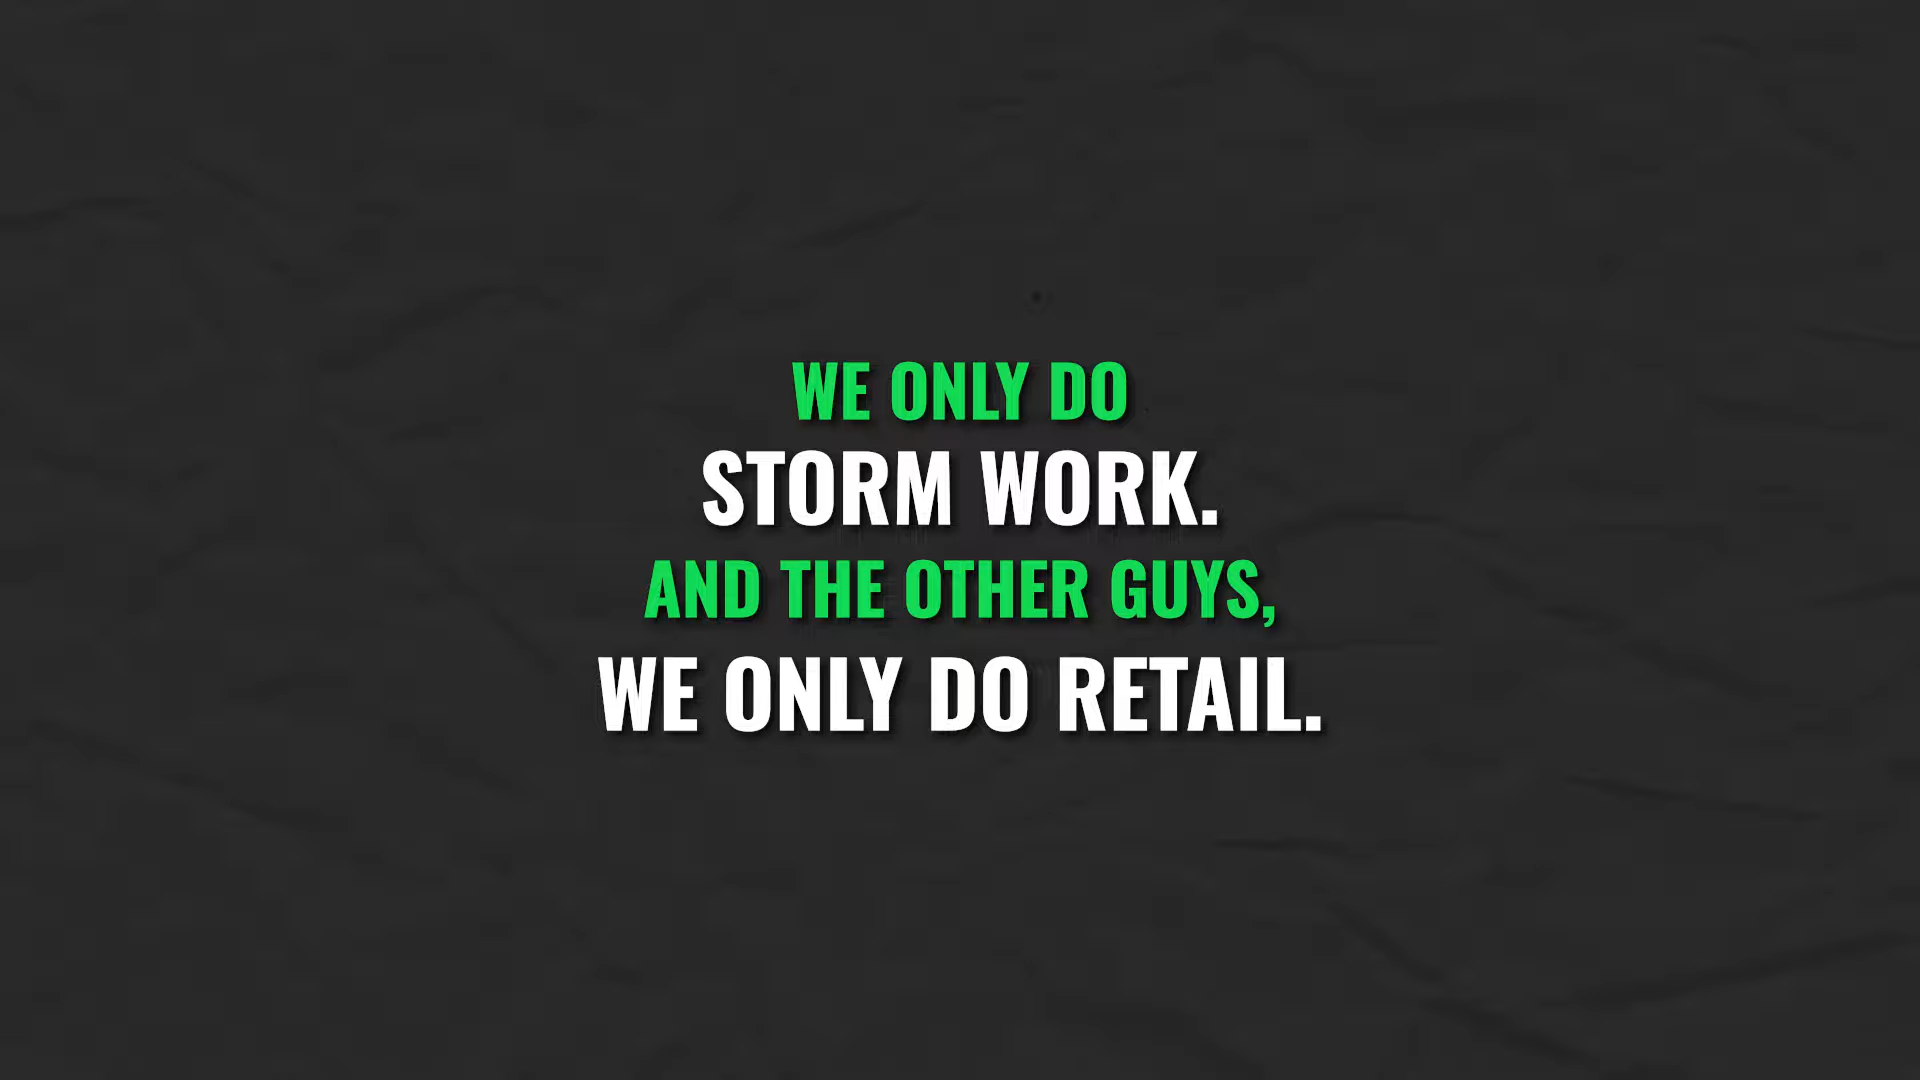 WE ONLY DO
STORM WORK.
AND THE OTHER GUYS,
WE ONLY DO RETAIL.